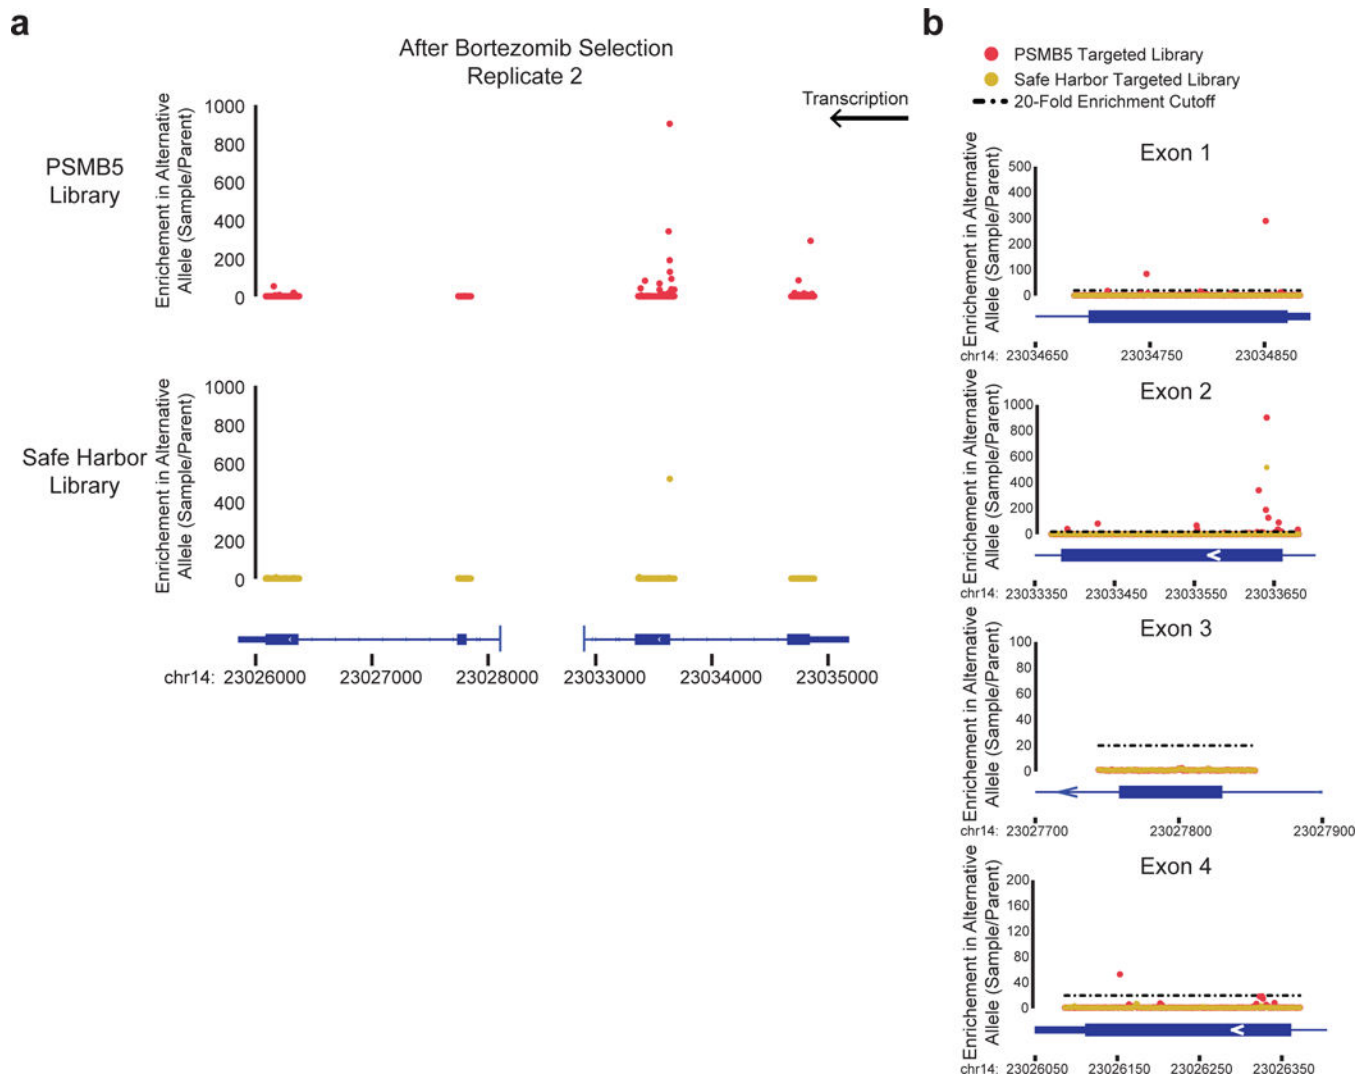 a
After Bortezomib Selection
Replicate 2
Transcription
PSMB5
Library
Enrichement in Alternative
Allele (Sample/Parent)
1000
800
600
400
200
0
Safe Harbor
Library
Enrichement in Alternative
Allele (Sample/Parent)
1000
800
600
400
200
0
chr14: 23026000 23027000 23028000 23033000 23034000 23035000
b
PSMB5 Targeted Library
Safe Harbor Targeted Library
20-Fold Enrichment Cutoff
Exon 1
Enrichement in Alternative
Allele (Sample/Parent)
500
400
300
200
100
0
chr14: 23034650 23034750 23034850
Exon 2
Enrichement in Alternative
Allele (Sample/Parent)
1000
800
600
400
200
0
chr14: 23033350 23033450 23033550 23033650
Exon 3
Enrichement in Alternative
Allele (Sample/Parent)
100
80
60
40
20
0
chr14: 23027700 23027800 23027900
Exon 4
Enrichement in Alternative
Allele (Sample/Parent)
200
160
120
80
40
0
chr14: 23026050 23026150 23026250 23026350